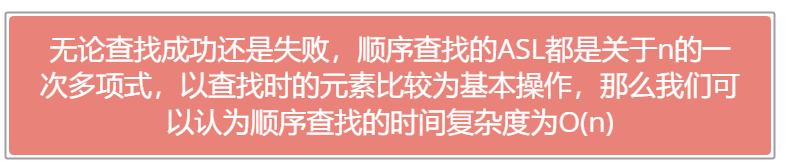 无论查找成功还是失败，顺序查找的ASL都是关于n的一
次多项式，以查找时的元素比较为基本操作，那么我们可
以认为顺序查找的时间复杂度为O(n)